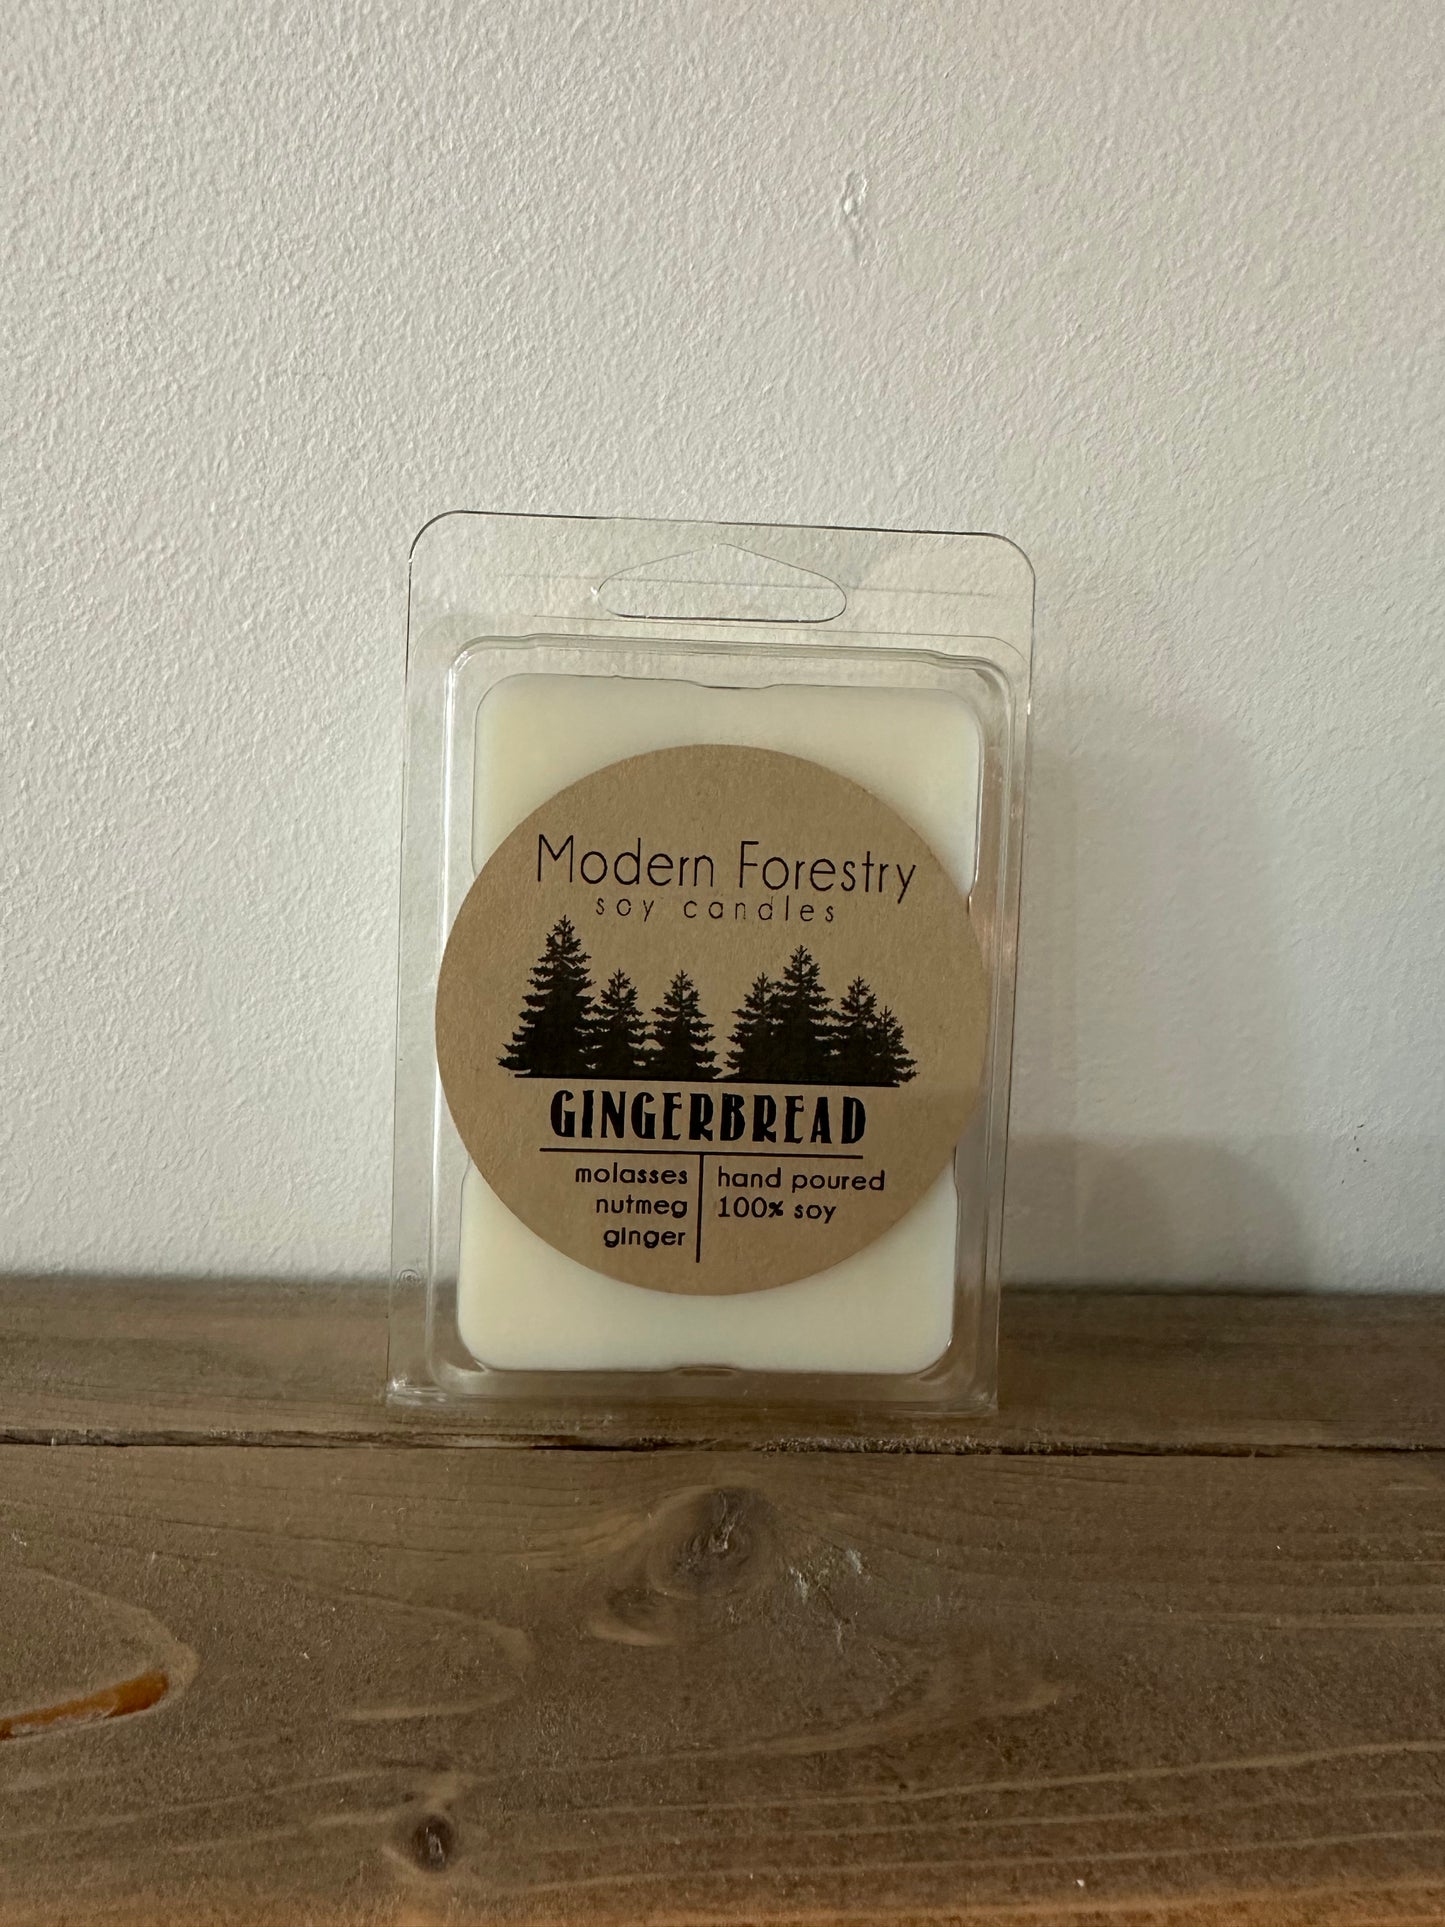 Modern Forestry
soy candles
GINGERBREAD
molasses
nutmeg
ginger
hand poured
100% soy